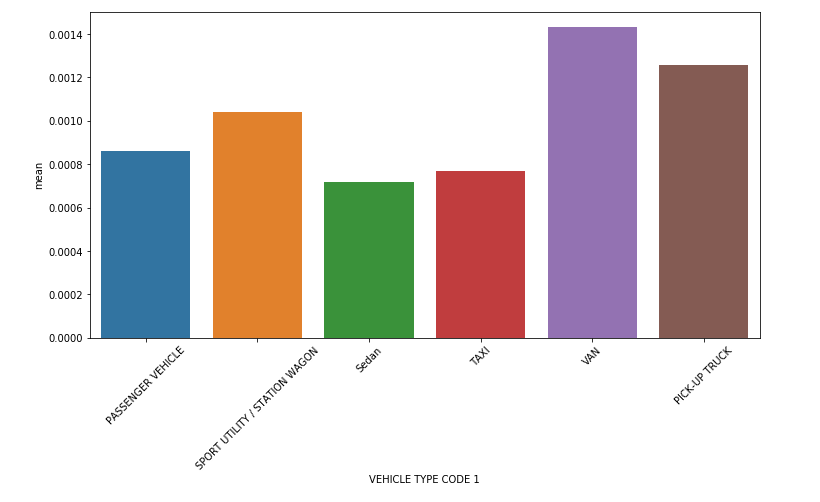 0.0014
0.0012
0.0010
0.0008
0.0006
0.0004
0.0002
0.0000
mean
PASSENGER VEHICLE
SPORT UTILITY / STATION WAGON
Sedan
TAXI
VAN
PICK-UP TRUCK
VEHICLE TYPE CODE 1